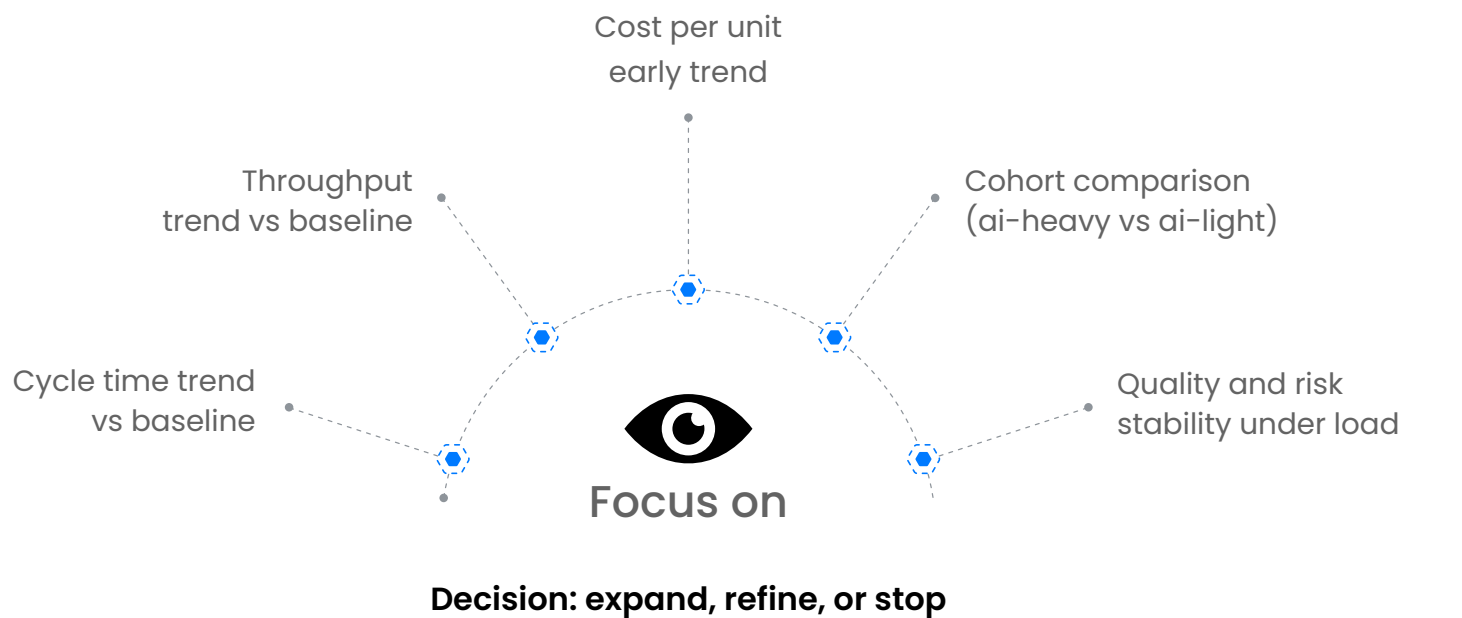 Cost per unit
early trend
Throughput
trend vs baseline
Cohort comparison
(ai-heavy vs ai-light)
Cycle time trend
vs baseline
Quality and risk
stability under load
Focus on
Decision: expand, refine, or stop